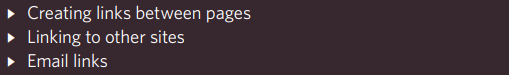 Creating links between pages
Linking to other sites
Email links